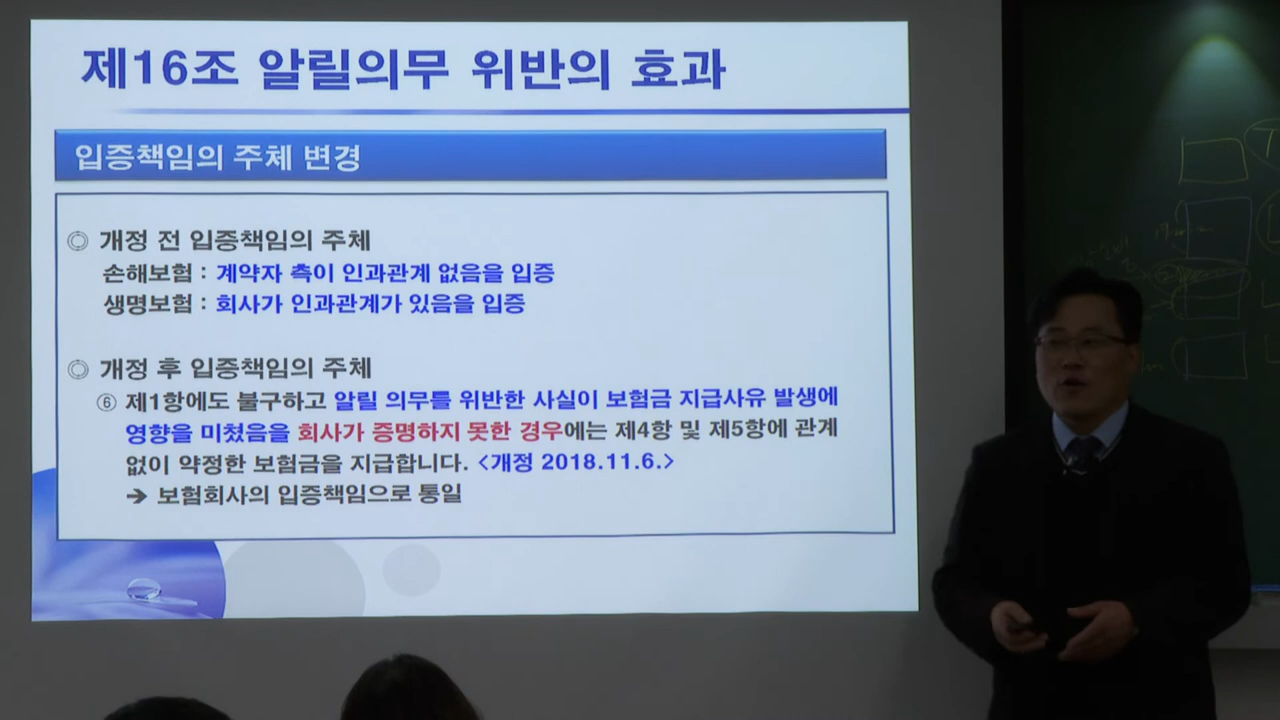 제16조 알릴의무 위반의 효과
입증책임의 주체 변경
◎ 개정 전 입증책임의 주체
손해보험 : 계약자 측이 인과관계 없음을 입증
생명보험 : 회사가 인과관계가 있음을 입증
◎ 개정 후 입증책임의 주체
⑥ 제1항에도 불구하고 알릴 의무를 위반한 사실이 보험금 지급사유 발생에
영향을 미쳤음을 회사가 증명하지 못한 경우에는 제4항 및 제5항에 관계
없이 약정한 보험금을 지급합니다. <개정 2018.11.6.>
➔ 보험회사의 입증책임으로 통일